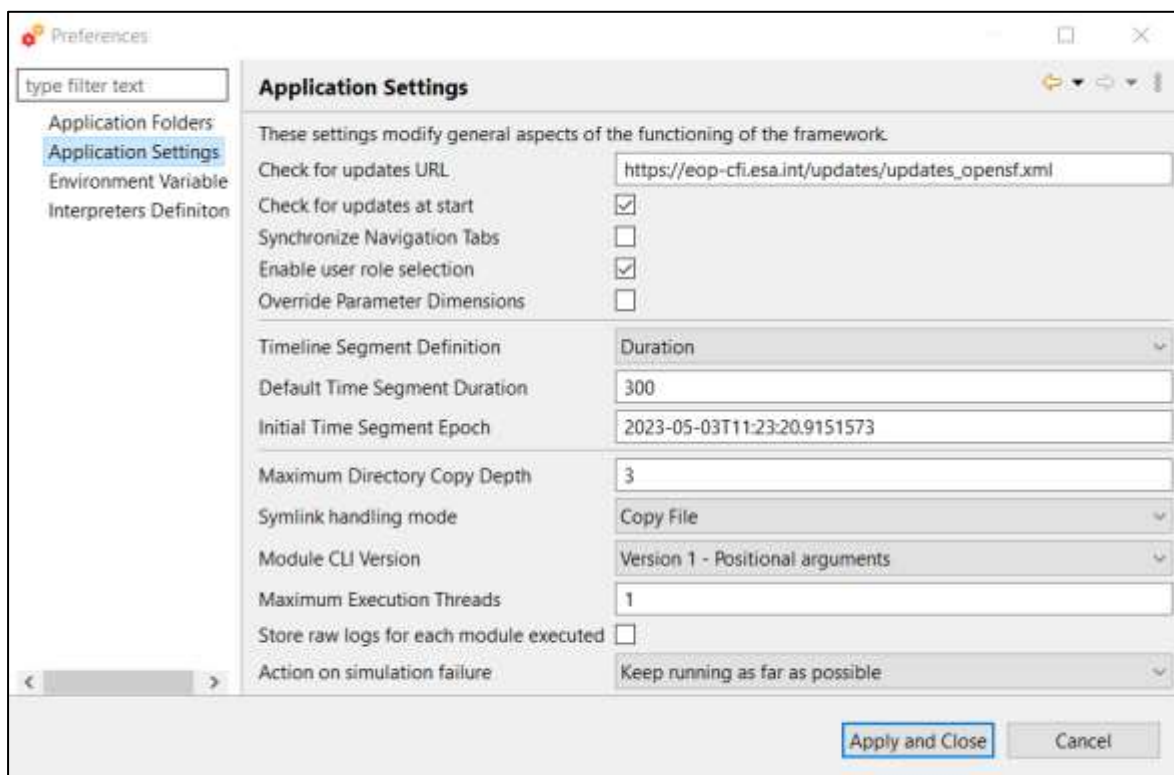 Preferences
type filter text
Application Folders
Application Settings
Environment Variable
Interpreters Definiton
Application Settings
These settings modify general aspects of the functioning of the framework.
Check for updates URL https://eop-cfi.esa.int/updates/updates_opensf.xml
Check for updates at start
Synchronize Navigation Tabs
Enable user role selection
Override Parameter Dimensions
Timeline Segment Definition Duration
Default Time Segment Duration 300
Initial Time Segment Epoch 2023-05-03T11:23:20.9151573
Maximum Directory Copy Depth 3
Symlink handling mode Copy File
Module CLI Version Version 1 - Positional arguments
Maximum Execution Threads 1
Store raw logs for each module executed
Action on simulation failure Keep running as far as possible
Apply and Close Cancel